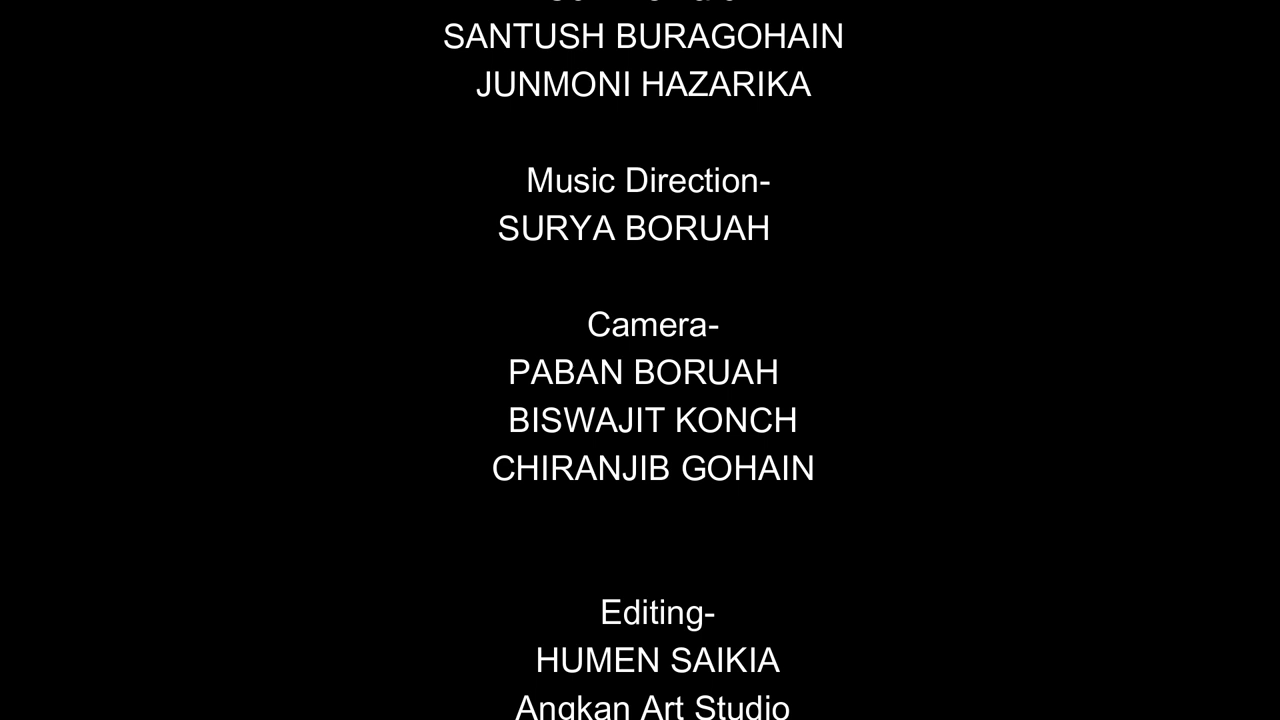 SANTUSH BURAGOHAIN
JUNMONI HAZARIKA
Music Direction-
SURYA BORUAH
Camera-
PABAN BORUAH
BISWAJIT KONCH
CHIRANJIB GOHAIN
Editing-
HUMEN SAIKIA
Angkan Art Studio